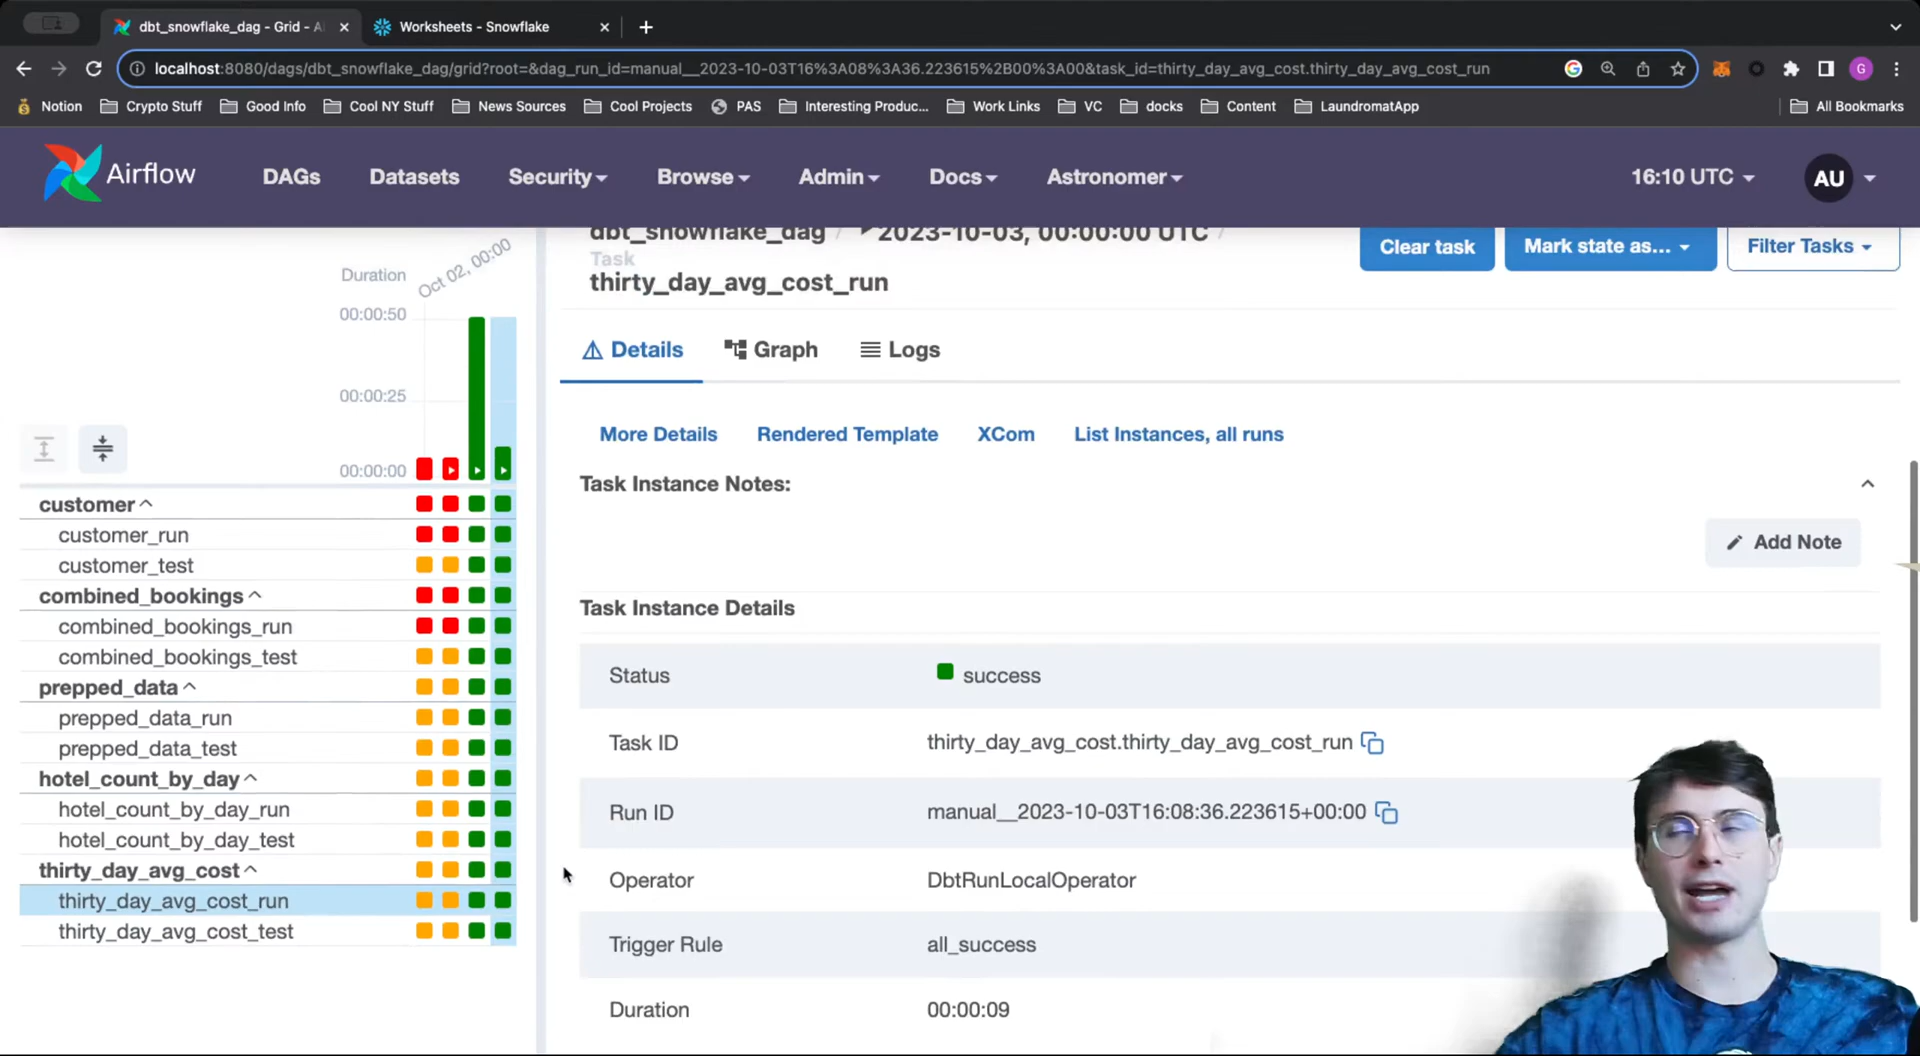 dbt_snowflake_dag - Grid - Ai
Worksheets - Snowflake
localhost:8080/dags/dbt_snowflake_dag/grid?root=&dag_run_id=manual__2023-10-03T16%3A08%3A36.223615%2B00%3A00&task_id=thirty_day_avg_cost.thirty_day_avg_cost_run
G
Notion
Crypto Stuff
Good Info
Cool NY Stuff
News Sources
Cool Projects
PAS
Interesting Produc...
Work Links
VC
docks
Content
LaundromatApp
All Bookmarks
Airflow
DAGs
Datasets
Security
Browse
Admin
Docs
Astronomer
16:10 UTC
AU
Duration
Oct 02, 00:00
00:00:50
00:00:25
00:00:00
customer
customer_run
customer_test
combined_bookings
combined_bookings_run
combined_bookings_test
prepped_data
prepped_data_run
prepped_data_test
hotel_count_by_day
hotel_count_by_day_run
hotel_count_by_day_test
thirty_day_avg_cost
thirty_day_avg_cost_run
thirty_day_avg_cost_test
dbt_snowflake_dag / 2023-10-03, 00:00:00 UTC /
Task
thirty_day_avg_cost_run
Clear task
Mark state as...
Filter Tasks
Details
Graph
Logs
More Details
Rendered Template
XCom
List Instances, all runs
Task Instance Notes:
Add Note
Task Instance Details
Status
success
Task ID
thirty_day_avg_cost.thirty_day_avg_cost_run
Run ID
manual__2023-10-03T16:08:36.223615+00:00
Operator
DbtRunLocalOperator
Trigger Rule
all_success
Duration
00:00:09